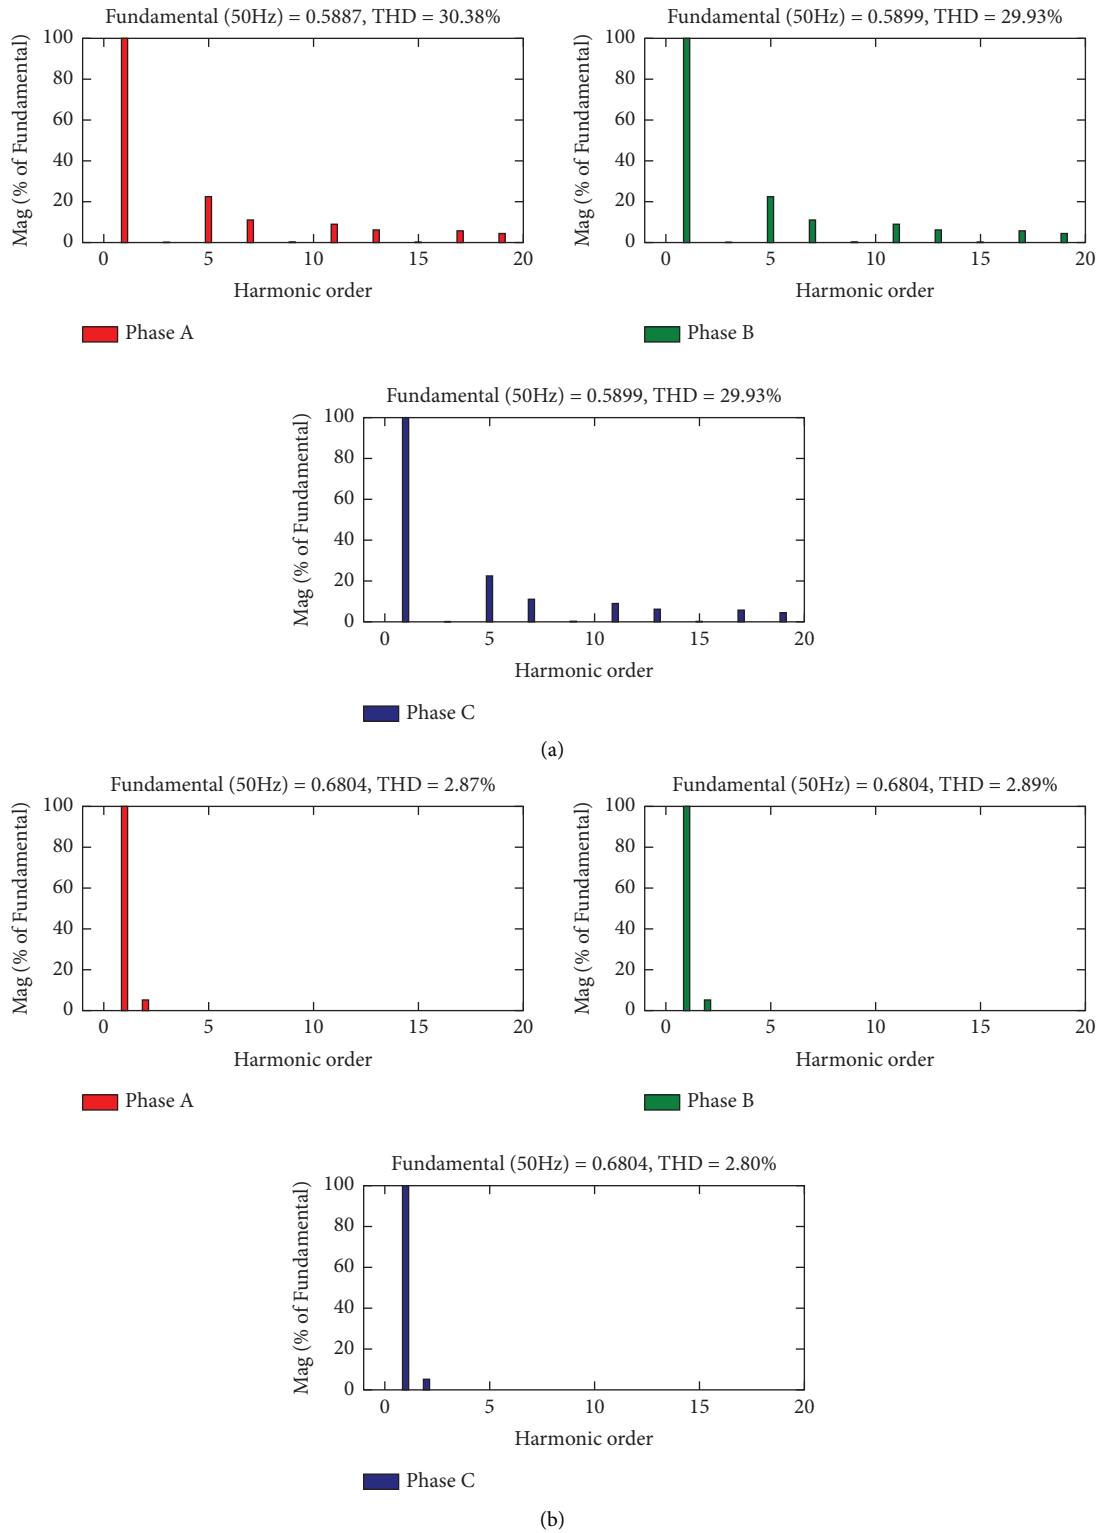 Fundamental (50Hz) = 0.5887, THD = 30.38%
Mag (% of Fundamental)
100
80
60
40
20
0
0 5 10 15 20
Harmonic order
Phase A
Fundamental (50Hz) = 0.5899, THD = 29.93%
Mag (% of Fundamental)
100
80
60
40
20
0
0 5 10 15 20
Harmonic order
Phase B
Fundamental (50Hz) = 0.5899, THD = 29.93%
Mag (% of Fundamental)
100
80
60
40
20
0
0 5 10 15 20
Harmonic order
Phase C
(a)
Fundamental (50Hz) = 0.6804, THD = 2.87%
Mag (% of Fundamental)
100
80
60
40
20
0
0 5 10 15 20
Harmonic order
Phase A
Fundamental (50Hz) = 0.6804, THD = 2.89%
Mag (% of Fundamental)
100
80
60
40
20
0
0 5 10 15 20
Harmonic order
Phase B
Fundamental (50Hz) = 0.6804, THD = 2.80%
Mag (% of Fundamental)
100
80
60
40
20
0
0 5 10 15 20
Harmonic order
Phase C
(b)